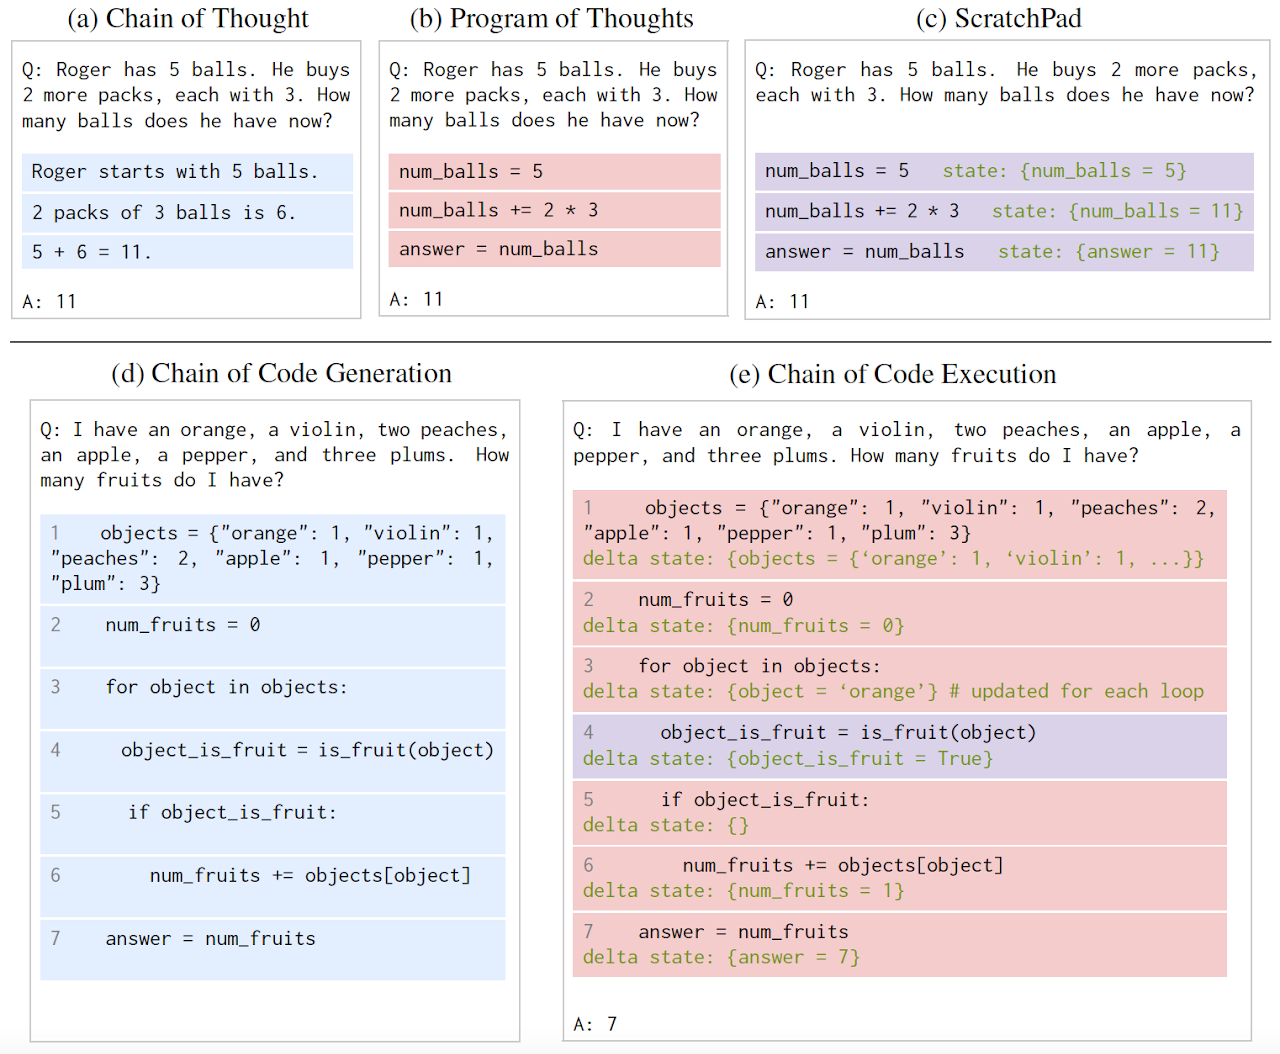 (a) Chain of Thought
Q: Roger has 5 balls. He buys
2 more packs, each with 3. How
many balls does he have now?
Roger starts with 5 balls.
2 packs of 3 balls is 6.
5 + 6 = 11.
A: 11
(b) Program of Thoughts
Q: Roger has 5 balls. He buys
2 more packs, each with 3. How
many balls does he have now?
num_balls = 5
num_balls += 2 * 3
answer = num_balls
A: 11
(c) ScratchPad
Q: Roger has 5 balls. He buys 2 more packs,
each with 3. How many balls does he have now?
num_balls = 5 state: {num_balls = 5}
num_balls += 2 * 3 state: {num_balls = 11}
answer = num_balls state: {answer = 11}
A: 11
(d) Chain of Code Generation
Q: I have an orange, a violin, two peaches,
an apple, a pepper, and three plums. How
many fruits do I have?
1 objects = {"orange": 1, "violin": 1,
"peaches": 2, "apple": 1, "pepper": 1,
"plum": 3}
2 num_fruits = 0
3 for object in objects:
4 object_is_fruit = is_fruit(object)
5 if object_is_fruit:
6 num_fruits += objects[object]
7 answer = num_fruits
(e) Chain of Code Execution
Q: I have an orange, a violin, two peaches, an apple, a
pepper, and three plums. How many fruits do I have?
1 objects = {"orange": 1, "violin": 1, "peaches": 2,
"apple": 1, "pepper": 1, "plum": 3}
delta state: {objects = {‘orange’: 1, ‘violin’: 1, ...}}
2 num_fruits = 0
delta state: {num_fruits = 0}
3 for object in objects:
delta state: {object = ‘orange’} # updated for each loop
4 object_is_fruit = is_fruit(object)
delta state: {object_is_fruit = True}
5 if object_is_fruit:
delta state: {}
6 num_fruits += objects[object]
delta state: {num_fruits = 1}
7 answer = num_fruits
delta state: {answer = 7}
A: 7